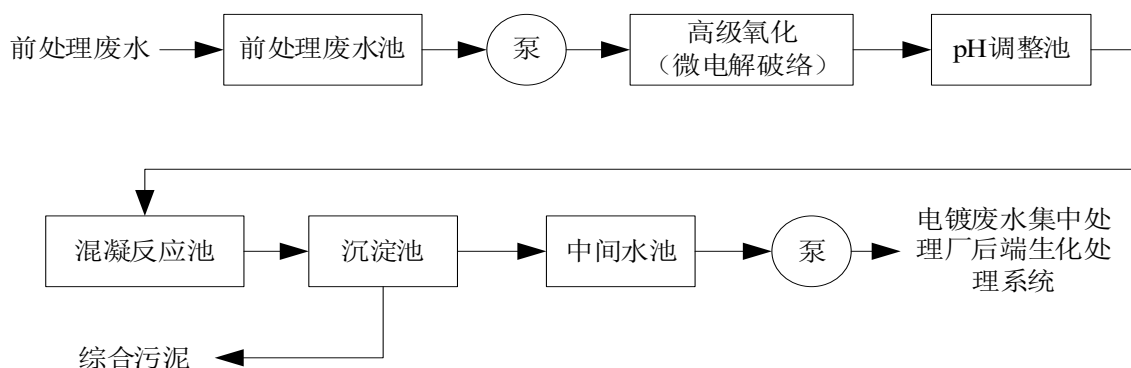 前处理废水
前处理废水池
泵
高级氧化
（微电解破络）
pH调整池
混凝反应池
沉淀池
中间水池
泵
电镀废水集中处
理厂后端生化处
理系统
综合污泥